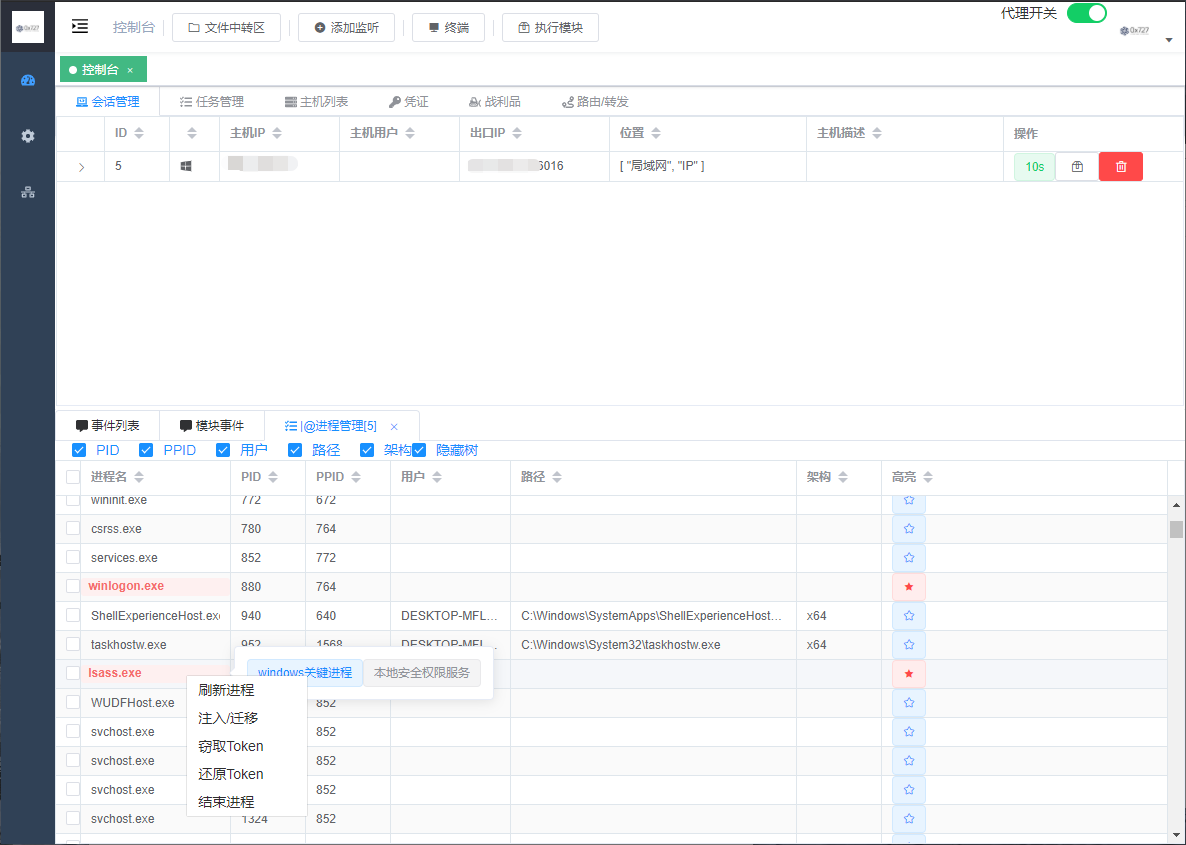 代理开关
0x727 控制台 文件中转区 添加监听 终端 执行模块 0x727
控制台 ×
会话管理 任务管理 主机列表 凭证 战利品 路由/转发
ID 主机IP 主机用户 出口IP 位置 主机描述 操作
5 6016 [ "局域网", "IP" ] 10s
事件列表 模块事件 |@进程管理[5] ×
PID PPID 用户 路径 架构 隐藏树
进程名 PID PPID 用户 路径 架构 高亮
wininit.exe 772 672
csrss.exe 780 764
services.exe 852 772
winlogon.exe 880 764
ShellExperienceHost.exe 940 640 DESKTOP-MFL... C:\Windows\SystemApps\ShellExperienceHost... x64
taskhostw.exe 952 1568 DESKTOP-MFL... C:\Windows\System32\taskhostw.exe x64
lsass.exe windows关键进程 本地安全权限服务
刷新进程
WUDFHost.exe 852
注入/迁移
svchost.exe 852
窃取Token
svchost.exe 852
还原Token
svchost.exe 852
结束进程
svchost.exe 1324 852